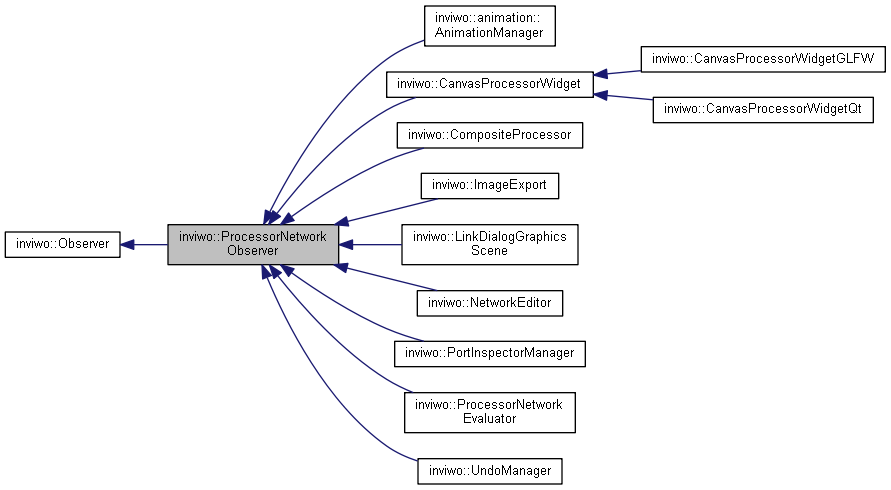 inviwo::Observer
inviwo::ProcessorNetwork
Observer
inviwo::animation::
AnimationManager
inviwo::CanvasProcessorWidget
inviwo::CanvasProcessorWidgetGLFW
inviwo::CanvasProcessorWidgetQt
inviwo::CompositeProcessor
inviwo::ImageExport
inviwo::LinkDialogGraphics
Scene
inviwo::NetworkEditor
inviwo::PortInspectorManager
inviwo::ProcessorNetwork
Evaluator
inviwo::UndoManager